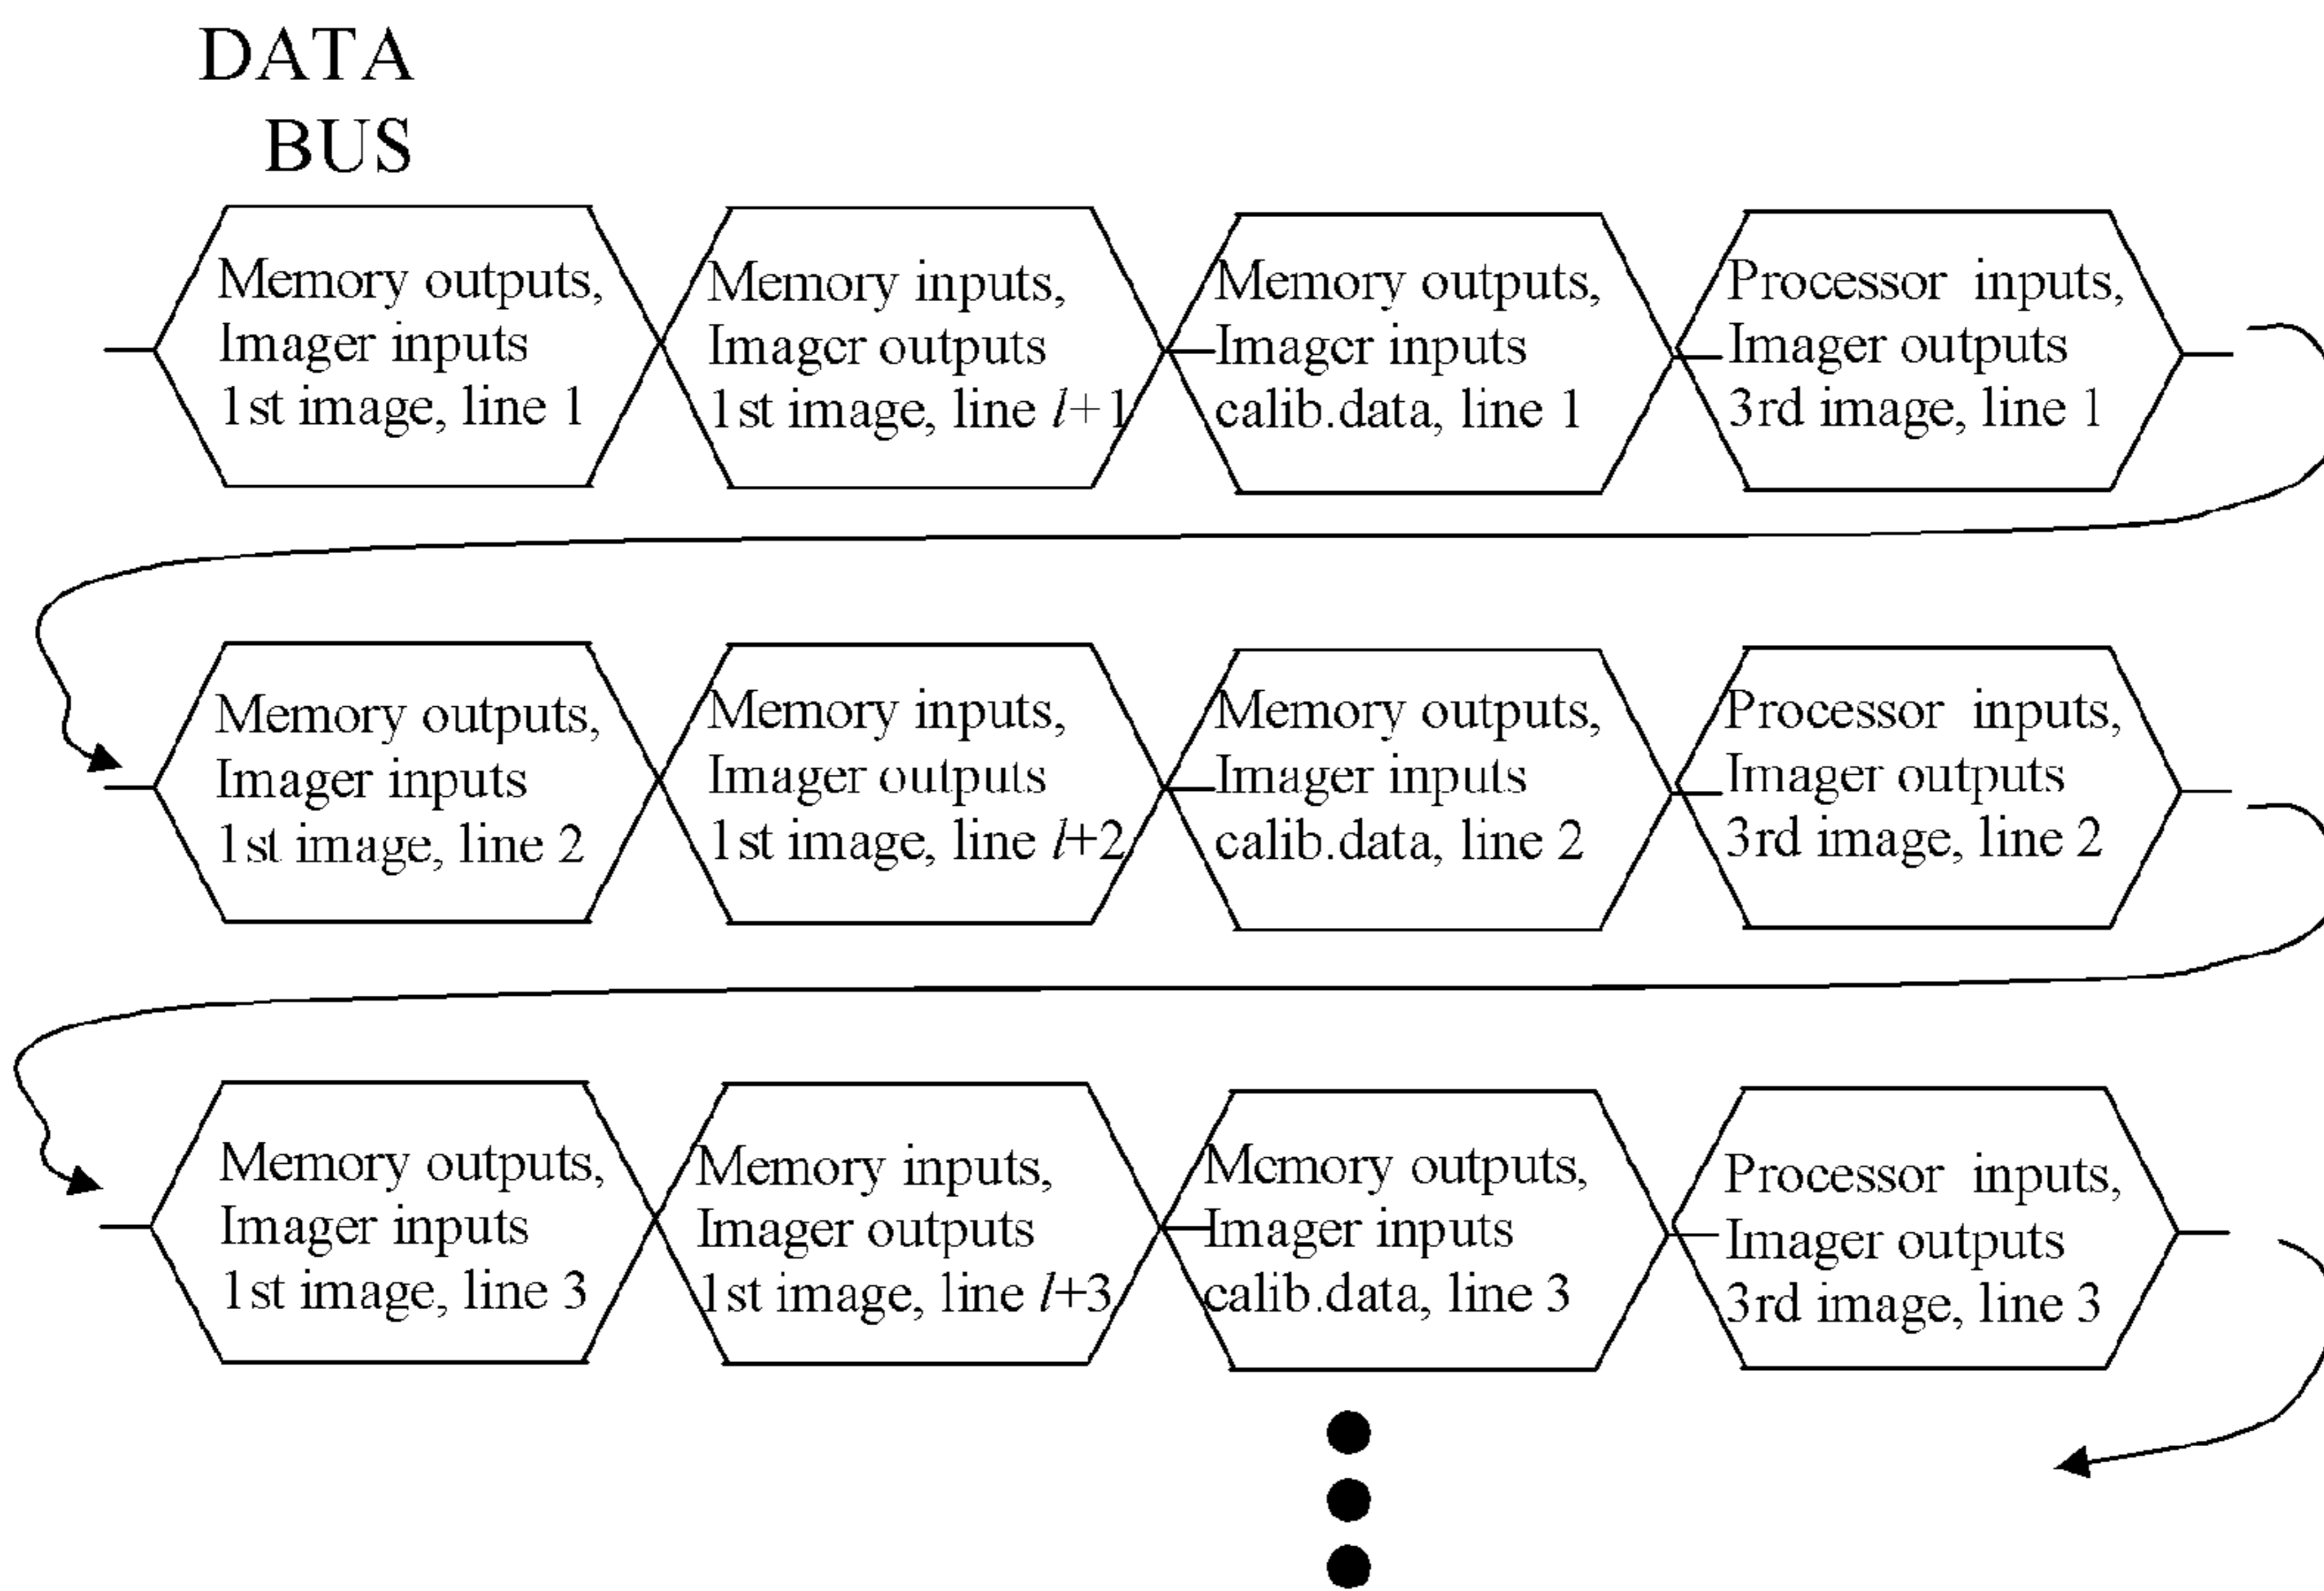 DATA
BUS
Memory outputs,
Imager inputs
1st image, line 1
Memory inputs,
Imager outputs
1st image, line l+1
Memory outputs,
Imager inputs
calib.data, line 1
Processor inputs,
Imager outputs
3rd image, line 1
Memory outputs,
Imager inputs
1st image, line 2
Memory inputs,
Imager outputs
1st image, line l+2
Memory outputs,
Imager inputs
calib.data, line 2
Processor inputs,
Imager outputs
3rd image, line 2
Memory outputs,
Imager inputs
1st image, line 3
Memory inputs,
Imager outputs
1st image, line l+3
Memory outputs,
Imager inputs
calib.data, line 3
Processor inputs,
Imager outputs
3rd image, line 3